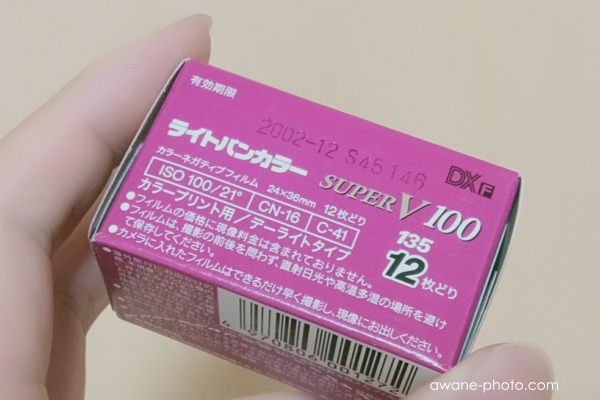 有効期限
2002-12 S45146
ライトパンカラー
DXF
カラーネガティブフィルム 24×36mm 12枚どり
SUPER V 100
ISO 100/21° CN-16 C-41
カラープリント用/デーライトタイプ
135
12枚どり
●フィルムの価格に現像料金は含まれておりません。
●フィルムは、撮影の前後を問わず、直射日光や高温多湿の場所を避け
て保存してください。
●カメラに入れたフィルムはできるだけ早く撮影し、現像にお出しください。
4 970806 001272
awane-photo.com